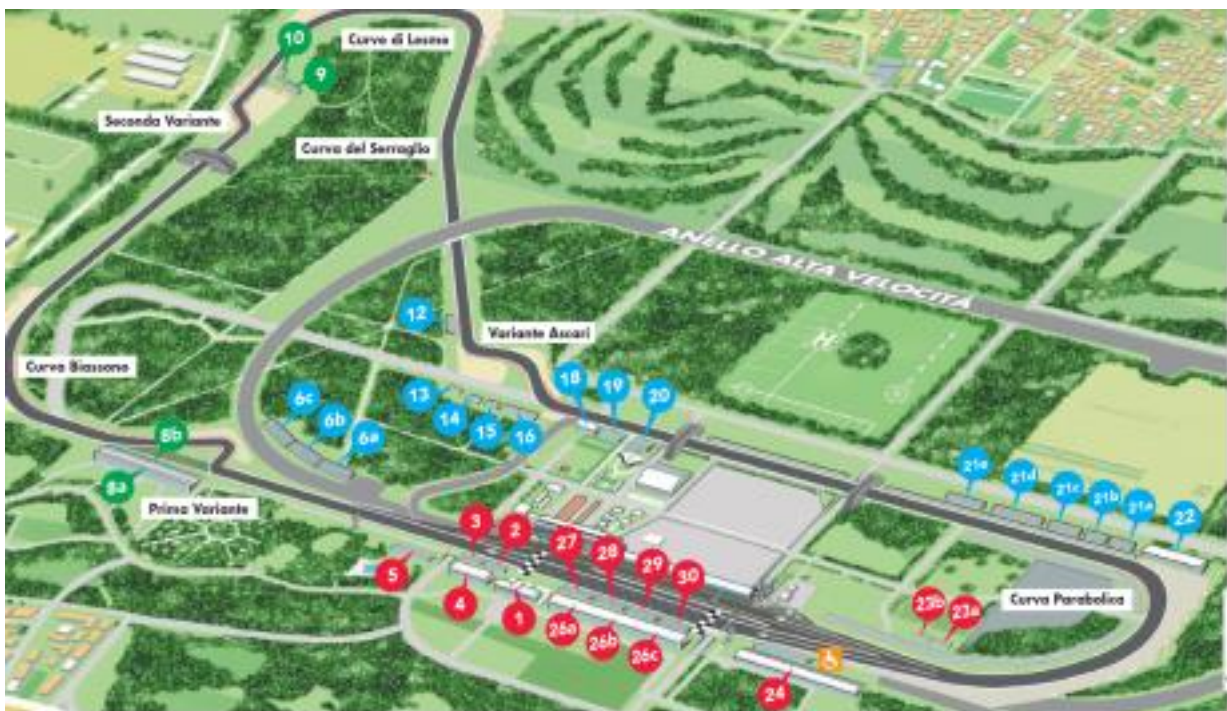 10
Curve di Lesmo
9
Seconda Variante
Curva del Serraglio
ANELLO ALTA VELOCITÀ
12
Variante Ascari
Curva Biassono
13
18
19
20
6c
14
6b
15
16
6a
8b
8a
Prima Variante
21e
21d
21c
21b
21a
22
3
2
27
28
29
30
5
4
1
26a
26b
26c
23b
23a
Curva Parabolica
24
H